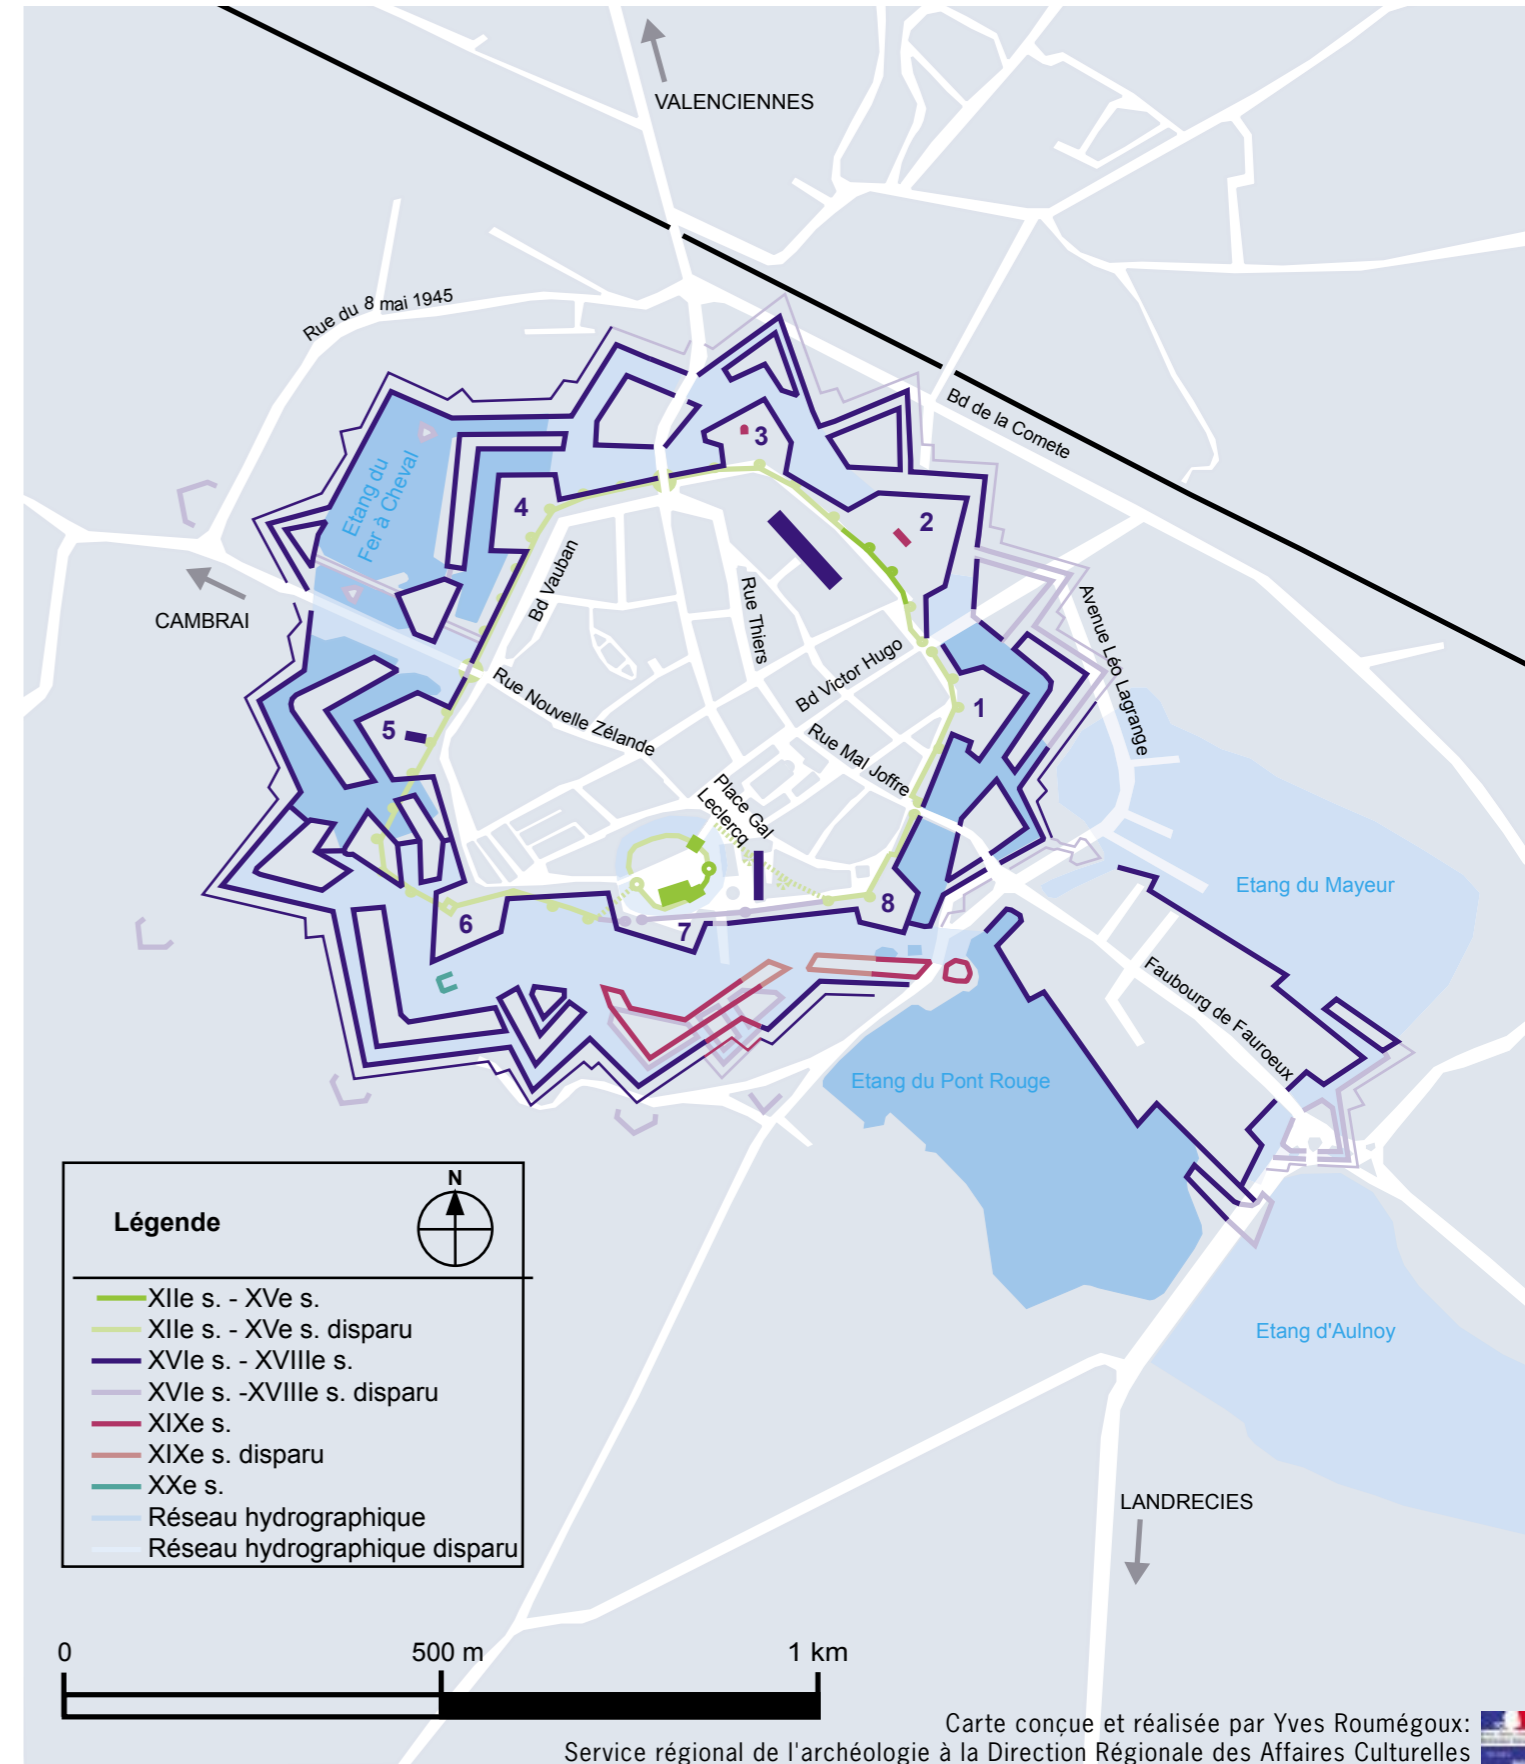 VALENCIENNES
Rue du 8 mai 1945
Bd de la Comete
3
Etang du
Fer à Cheval
4
2
Bd Vauban
Rue Thiers
Avenue Léo Lagrange
CAMBRAI
Bd Victor Hugo
Rue Nouvelle Zélande
1
5
Rue Mal Joffre
Place Gal
Leclercq
Etang du Mayeur
8
6
7
Faubourg de Fauroeux
Etang du Pont Rouge
Etang d'Aulnoy
LANDRECIES
N
Légende
XIIe s. - XVe s.
XIIe s. - XVe s. disparu
XVIe s. - XVIIIe s.
XVIe s. -XVIIIe s. disparu
XIXe s.
XIXe s. disparu
XXe s.
Réseau hydrographique
Réseau hydrographique disparu
0 500 m 1 km
Carte conçue et réalisée par Yves Roumégoux:
Service régional de l'archéologie à la Direction Régionale des Affaires Culturelles